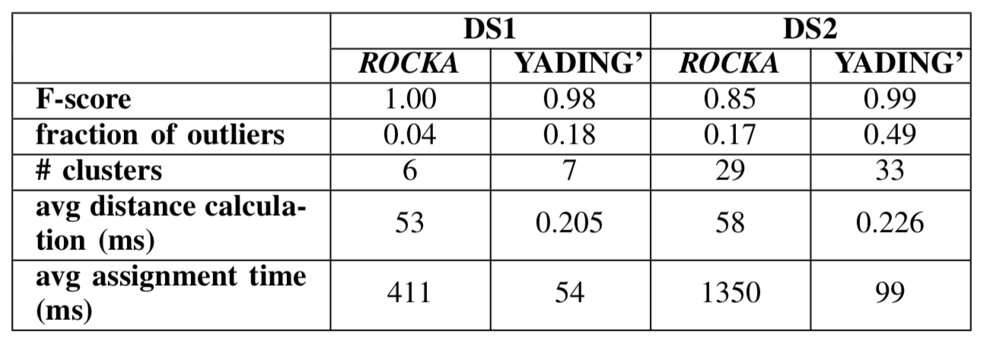 DS1 DS2
ROCKA YADING’ ROCKA YADING’
F-score 1.00 0.98 0.85 0.99
fraction of outliers 0.04 0.18 0.17 0.49
# clusters 6 7 29 33
avg distance calcula-
tion (ms) 53 0.205 58 0.226
avg assignment time
(ms) 411 54 1350 99